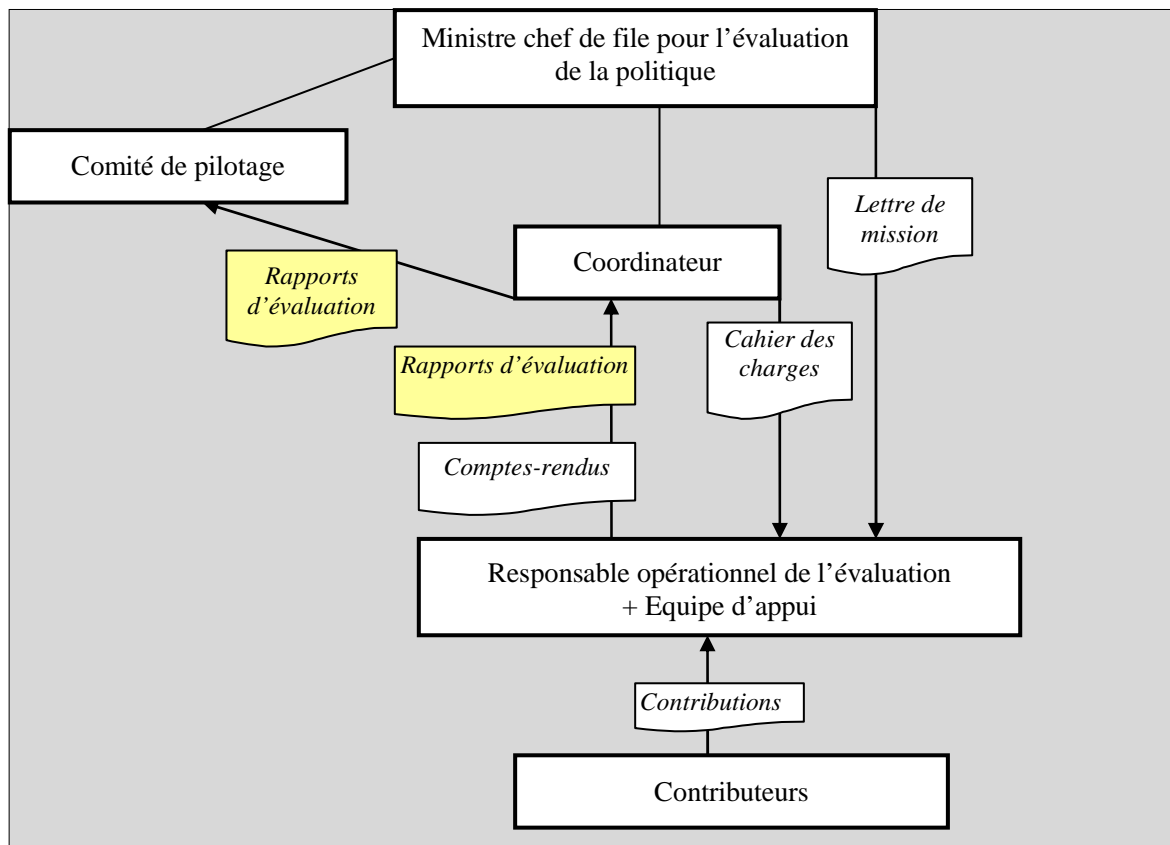 Ministre chef de file pour l'évaluation
de la politique
Comité de pilotage
Lettre de
mission
Coordinateur
Rapports
d'évaluation
Cahier des
charges
Rapports d'évaluation
Comptes-rendus
Responsable opérationnel de l'évaluation
+ Equipe d'appui
Contributions
Contributeurs